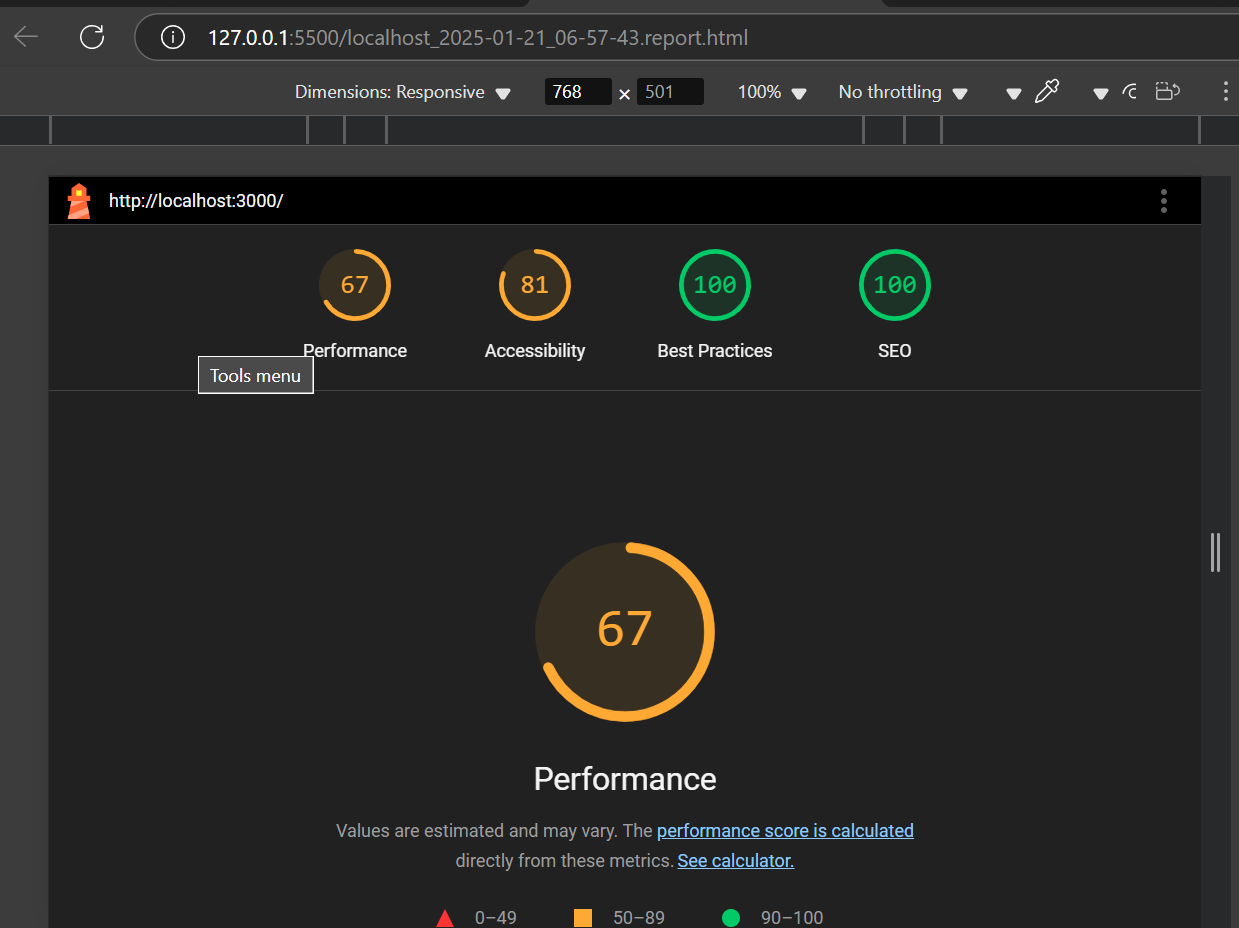 127.0.0.1:5500/localhost_2025-01-21_06-57-43.report.html
Dimensions: Responsive 768 × 501 100% No throttling
http://localhost:3000/
67 81 100 100
Performance Accessibility Best Practices SEO
Tools menu
67
Performance
Values are estimated and may vary. The performance score is calculated
directly from these metrics. See calculator.
0–49 50–89 90–100